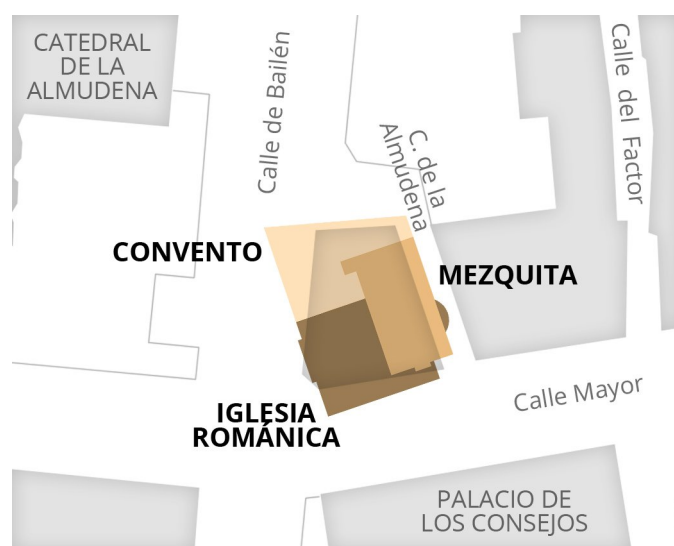 CATEDRAL
DE LA
ALMUDENA
Calle de Bailén
C. de la
Almudena
Calle del Factor
CONVENTO
MEZQUITA
IGLESIA
ROMÁNICA
Calle Mayor
PALACIO DE
LOS CONSEJOS